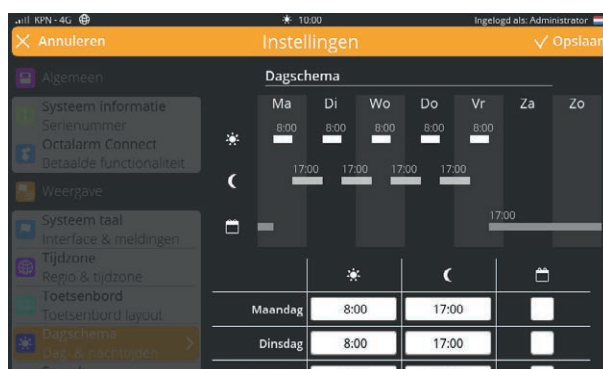 KPN - 4G
10:00
Ingelogd als: Administrator
Annuleren
Instellingen
Opslaan
Algemeen
Systeem informatie
Serienummer
Octalarm Connect
Betaalde functionaliteit
Weergave
Systeem taal
Interface & meldingen
Tijdzone
Regio & tijdzone
Toetsenbord
Toetsenbord layout
Dagschema
Dag- & nachttijden
Dagschema
Ma Di Wo Do Vr Za Zo
8:00 8:00 8:00 8:00 8:00
17:00 17:00 17:00 17:00
17:00
Maandag 8:00 17:00
Dinsdag 8:00 17:00